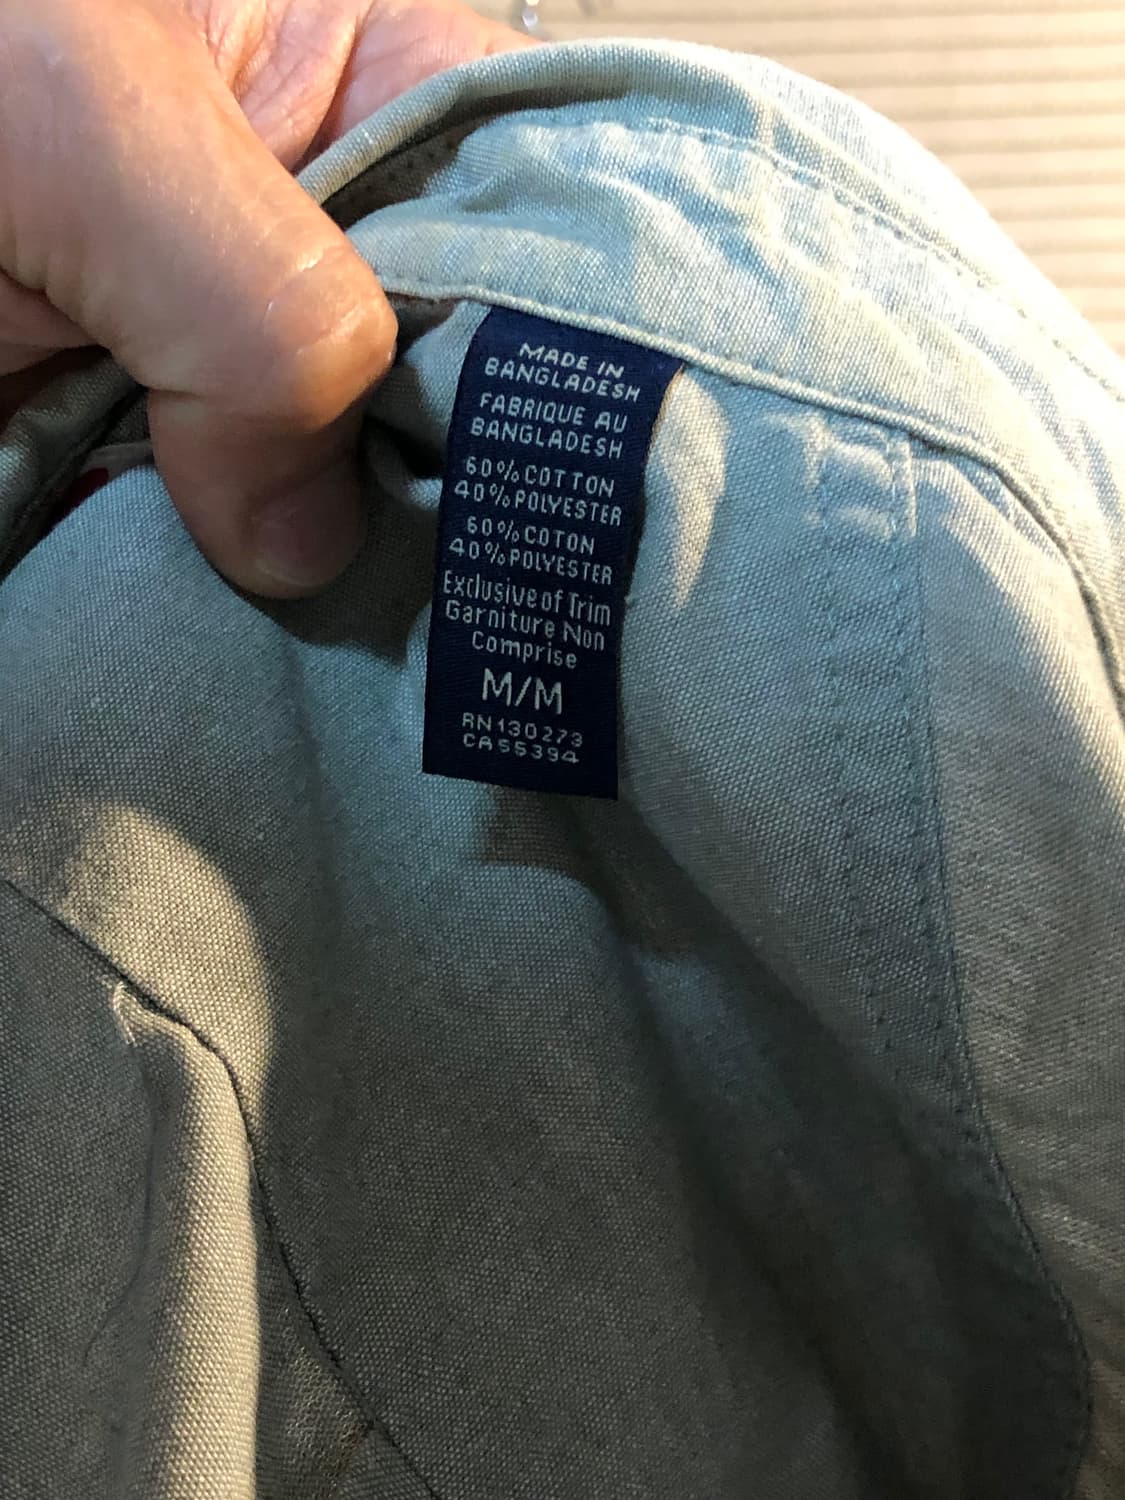 MADE IN
BANGLADESH
FABRIQUE AU
BANGLADESH
60% COTTON
40% POLYESTER
60% COTON
40% POLYESTER
Exclusive of Trim
Garniture Non
Comprise
M/M
RN 130273
CA 55394